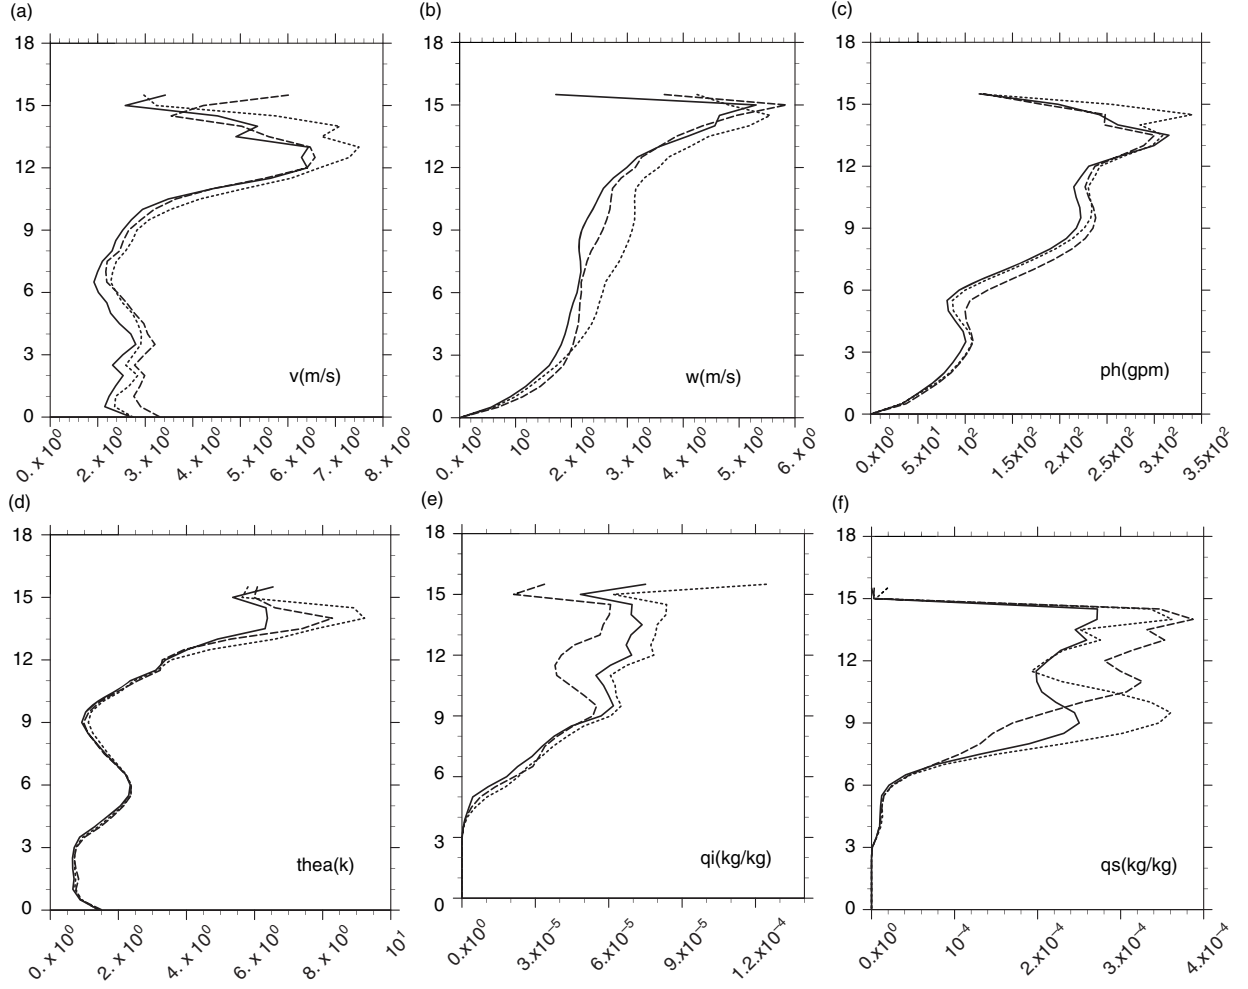 (a)
18
15
12
9
6
3
0
v(m/s)
0. x 10⁰
2. x 10⁰
3. x 10⁰
4. x 10⁰
5. x 10⁰
6. x 10⁰
7. x 10⁰
8. x 10⁰
(b)
18
15
12
9
6
3
0
w(m/s)
0. x 10⁰
10⁰
2. x 10⁰
3. x 10⁰
4. x 10⁰
5. x 10⁰
6. x 10⁰
(c)
18
15
12
9
6
3
0
ph(gpm)
0.x10⁰
5x10¹
10²
1.5x10²
2.x10²
2.5x10²
3.x10²
3.5x10²
(d)
18
15
12
9
6
3
0
thea(k)
0. x 10⁰
2. x 10⁰
4. x 10⁰
6. x 10⁰
8. x 10⁰
10¹
(e)
18
15
12
9
6
3
0
qi(kg/kg)
0.x10⁰
3.x10⁻⁵
6.x10⁻⁵
9.x10⁻⁵
1.2.x10⁻⁴
(f)
18
15
12
9
6
3
0
qs(kg/kg)
0.x10⁰
10⁻⁴
2.x10⁻⁴
3.x10⁻⁴
4.x10⁻⁴